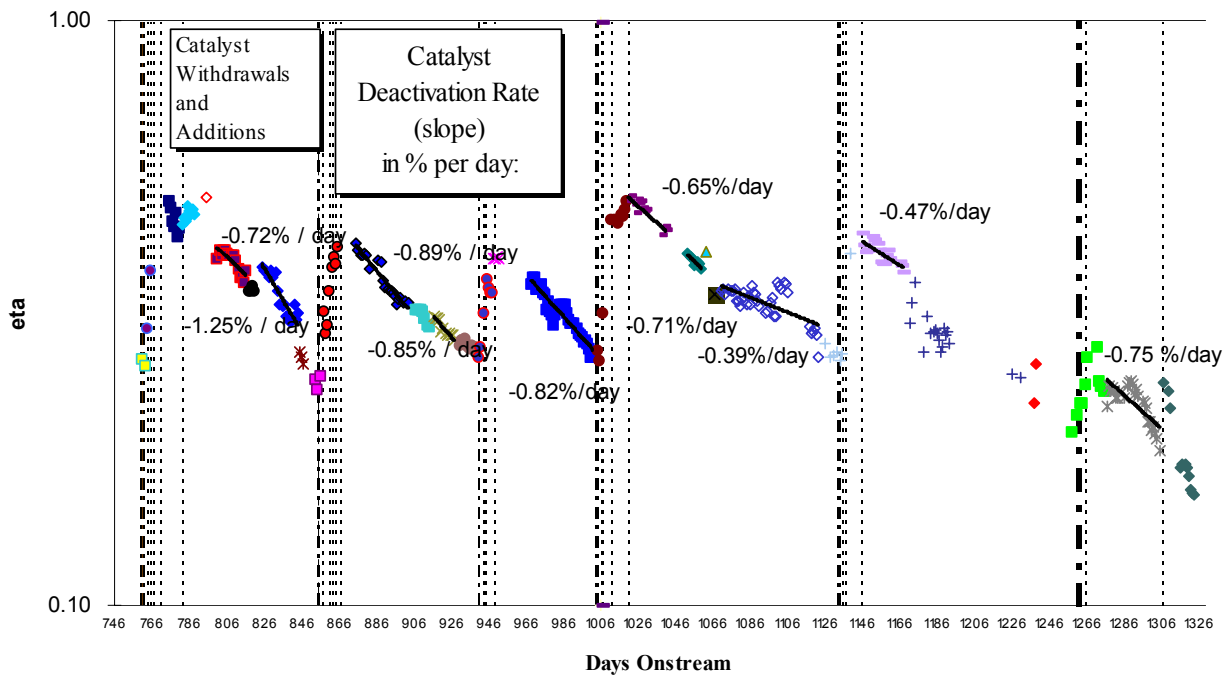 1.00
Catalyst
Withdrawals
and
Additions
Catalyst
Deactivation Rate
(slope)
in % per day:
-0.65%/day
-0.47%/day
-0.72% / day
-0.89% / day
eta
-1.25% / day
-0.71%/day
-0.85% / day
-0.39%/day
-0.75 %/day
-0.82%/day
0.10
746 766 786 806 826 846 866 886 906 926 946 966 986 1006 1026 1046 1066 1086 1106 1126 1146 1166 1186 1206 1226 1246 1266 1286 1306 1326
Days Onstream